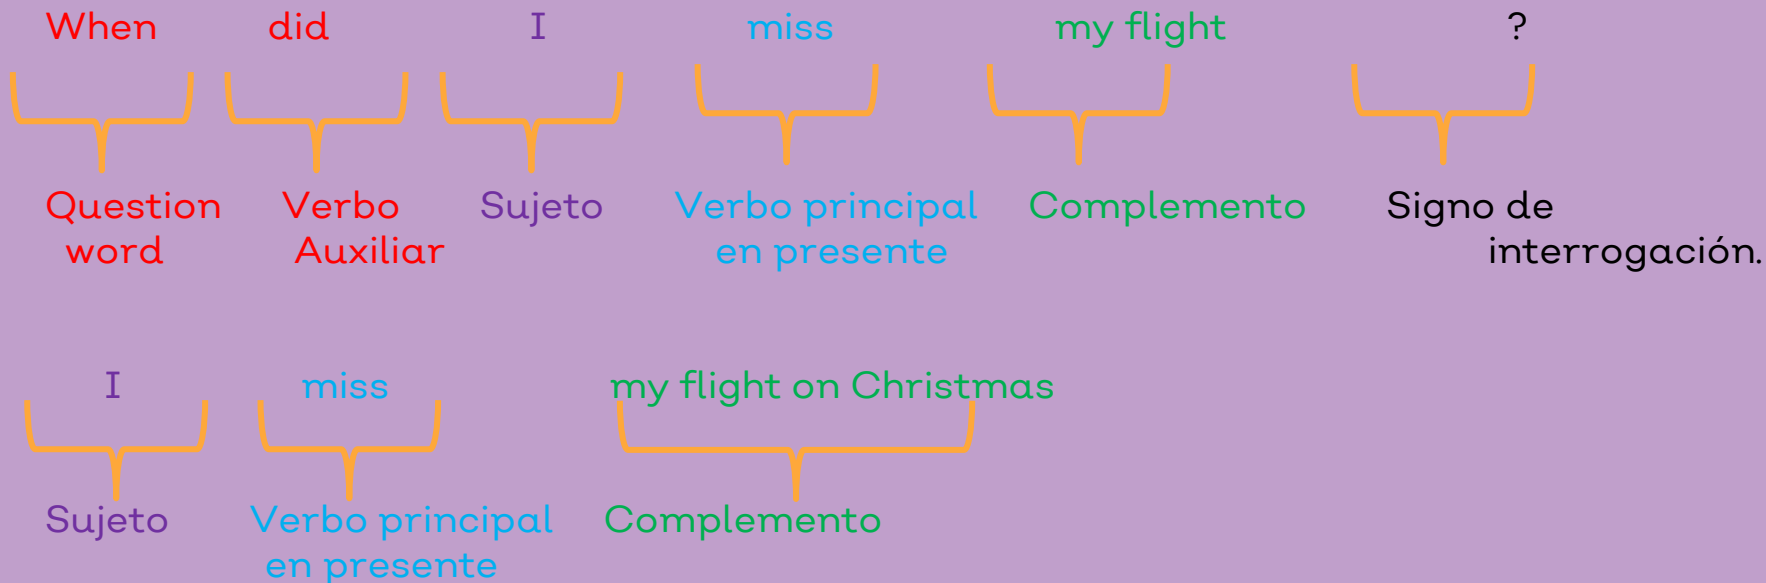 When did I miss my flight ?
Question Verbo Sujeto Verbo principal Complemento Signo de
word Auxiliar en presente interrogación.
I miss my flight on Christmas
Sujeto Verbo principal Complemento
en presente